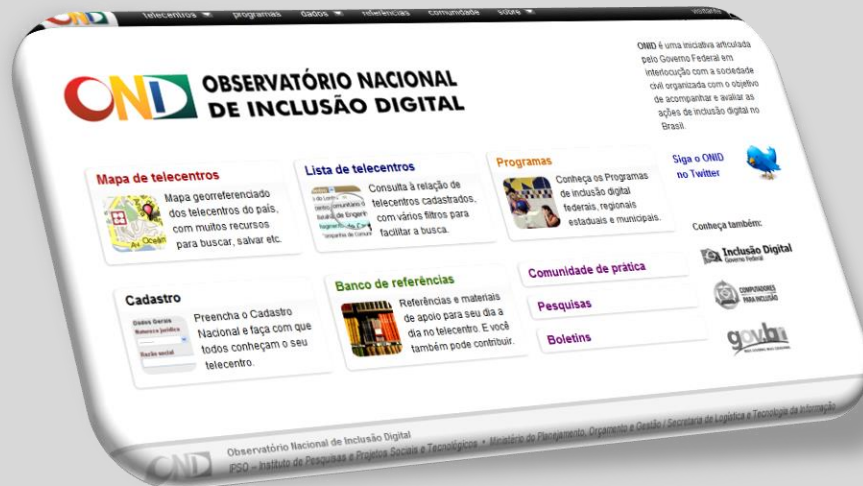 telecentros programas dados referências comunidade sobre visitante
OND OBSERVATÓRIO NACIONAL
DE INCLUSÃO DIGITAL
ONID é uma iniciativa articulada
pelo Governo Federal em
interlocução com a sociedade
civil organizada com o objetivo
de acompanhar e avaliar as
ações de inclusão digital no
Brasil.
Mapa de telecentros
Mapa georreferenciado
dos telecentros do país,
com muitos recursos
para buscar, salvar etc.
Av Ocean
Lista de telecentros
Consulta à relação de
telecentros cadastrados,
com vários filtros para
facilitar a busca.
Programas
Conheça os Programas
de inclusão digital
federais, regionais
estaduais e municipais.
Siga o ONID
no Twitter
Cadastro
Dados Gerais
Natureza jurídica
Razão social
Preencha o Cadastro
Nacional e faça com que
todos conheçam o seu
telecentro.
Banco de referências
Referências e materiais
de apoio para seu dia a
dia no telecentro. E você
também pode contribuir.
Comunidade de prática
Pesquisas
Boletins
Conheça também:
Inclusão Digital
Governo Federal
COMPUTADORES
PARA INCLUSÃO
gov.br
OND
Observatório Nacional de Inclusão Digital
IPSO – Instituto de Pesquisas e Projetos Sociais e Tecnológicos • Ministério do Planejamento, Orçamento e Gestão / Secretaria de Logística e Tecnologia da Informação